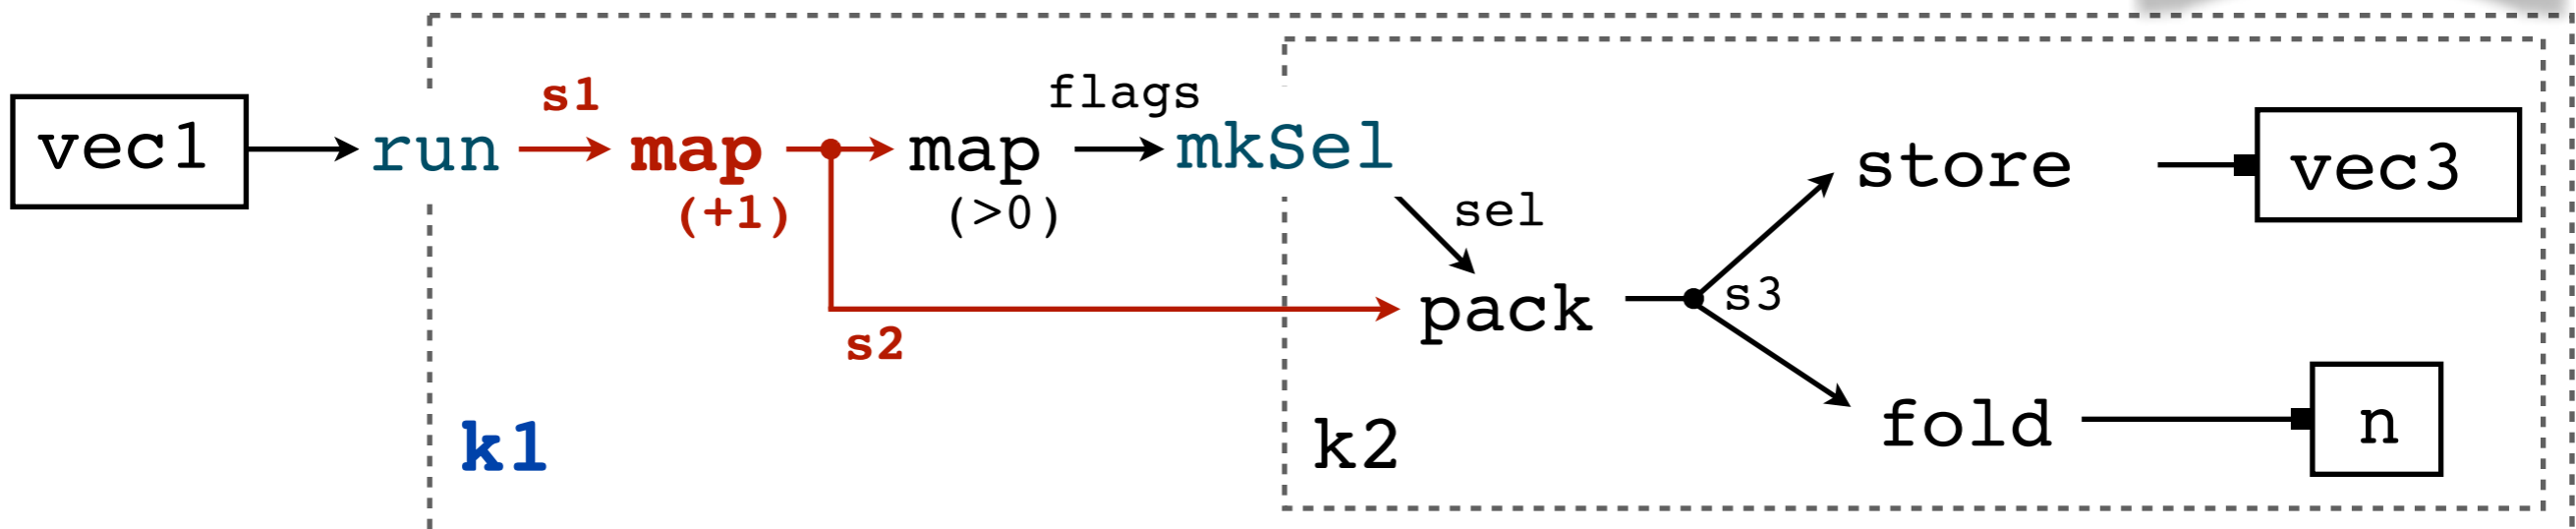 vec1
run
s1
map
(+1)
map
(>0)
flags
mkSel
sel
s2
pack
s3
store
vec3
fold
n
k1
k2